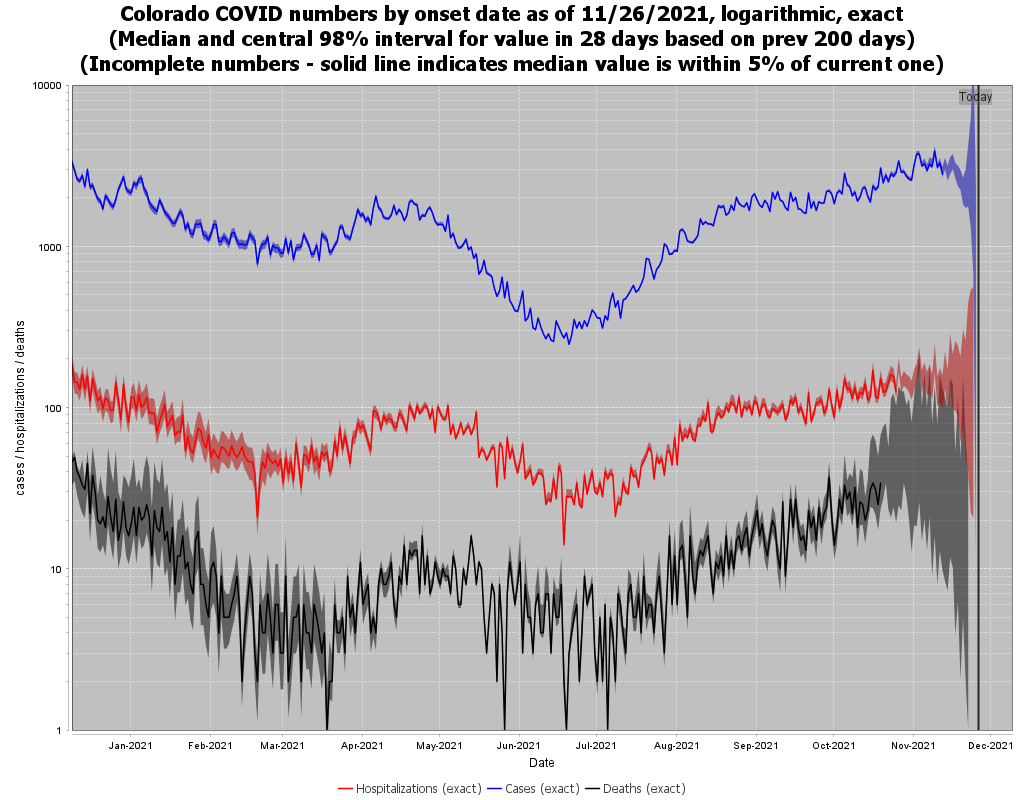 Colorado COVID numbers by onset date as of 11/26/2021, logarithmic, exact
(Median and central 98% interval for value in 28 days based on prev 200 days)
(Incomplete numbers - solid line indicates median value is within 5% of current one)
10000
Today
1000
100
10
1
cases / hospitalizations / deaths
Jan-2021 Feb-2021 Mar-2021 Apr-2021 May-2021 Jun-2021 Jul-2021 Aug-2021 Sep-2021 Oct-2021 Nov-2021 Dec-2021
Date
Hospitalizations (exact) Cases (exact) Deaths (exact)